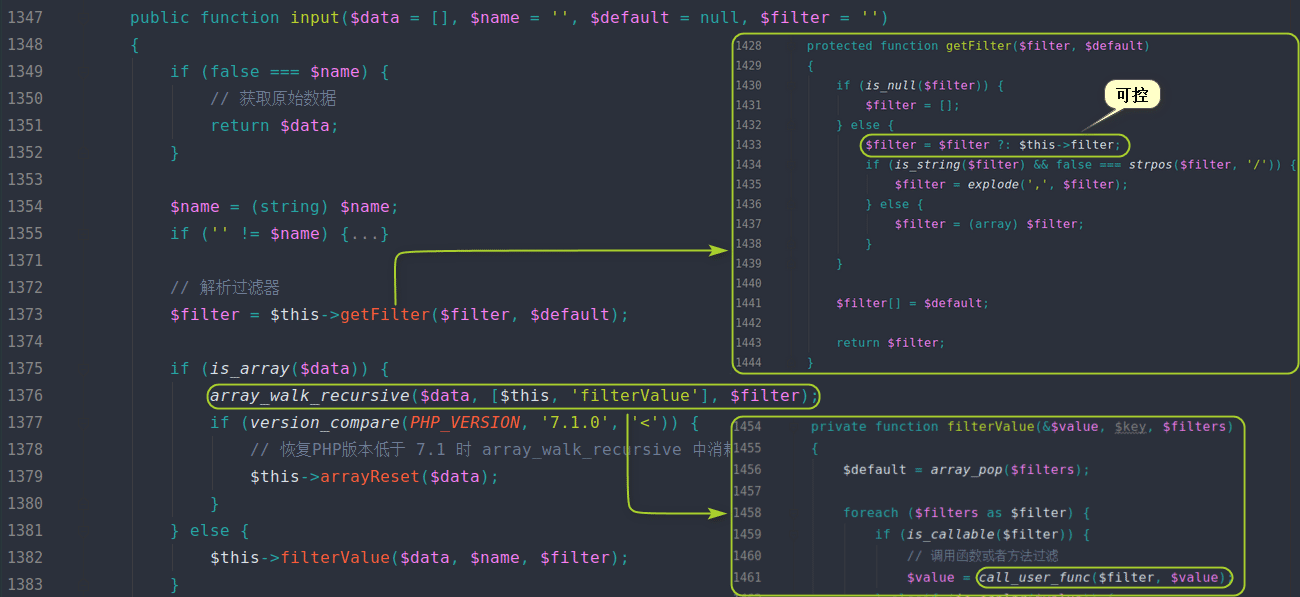 1347 public function input($data = [], $name = '', $default = null, $filter = '')
1348 {
1349 if (false === $name) {
1350 // 获取原始数据
1351 return $data;
1352 }
1353
1354 $name = (string) $name;
1355 if ('' != $name) {...}
1371
1372 // 解析过滤器
1373 $filter = $this->getFilter($filter, $default);
1374
1375 if (is_array($data)) {
1376 array_walk_recursive($data, [$this, 'filterValue'], $filter);
1377 if (version_compare(PHP_VERSION, '7.1.0', '<')) {
1378 // 恢复PHP版本低于 7.1 时 array_walk_recursive 中消
1379 $this->arrayReset($data);
1380 }
1381 } else {
1382 $this->filterValue($data, $name, $filter);
1383 }
1428 protected function getFilter($filter, $default)
1429 {
1430 if (is_null($filter)) {
1431 $filter = [];
1432 } else {
可控
1433 $filter = $filter ?: $this->filter;
1434 if (is_string($filter) && false === strpos($filter, '/')) {
1435 $filter = explode(',', $filter);
1436 } else {
1437 $filter = (array) $filter;
1438 }
1439 }
1440
1441 $filter[] = $default;
1442
1443 return $filter;
1444 }
1454 private function filterValue(&$value, $key, $filters)
1455 {
1456 $default = array_pop($filters);
1457
1458 foreach ($filters as $filter) {
1459 if (is_callable($filter)) {
1460 // 调用函数或者方法过滤
1461 $value = call_user_func($filter, $value);